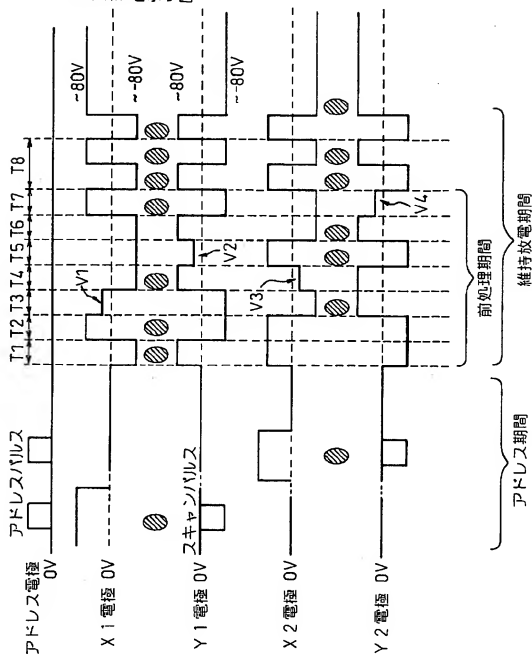 アドレスパルス
T1 T2 T3 T4 T5 T6 T7 T8
アドレス電極
0V
V1
~80V
X1電極 0V
~-80V
~80V
スキャンパルス
Y1電極 0V
V2
~-80V
V3
X2電極 0V
Y2電極 0V
V4
前処理期間
アドレス期間
維持放電期間